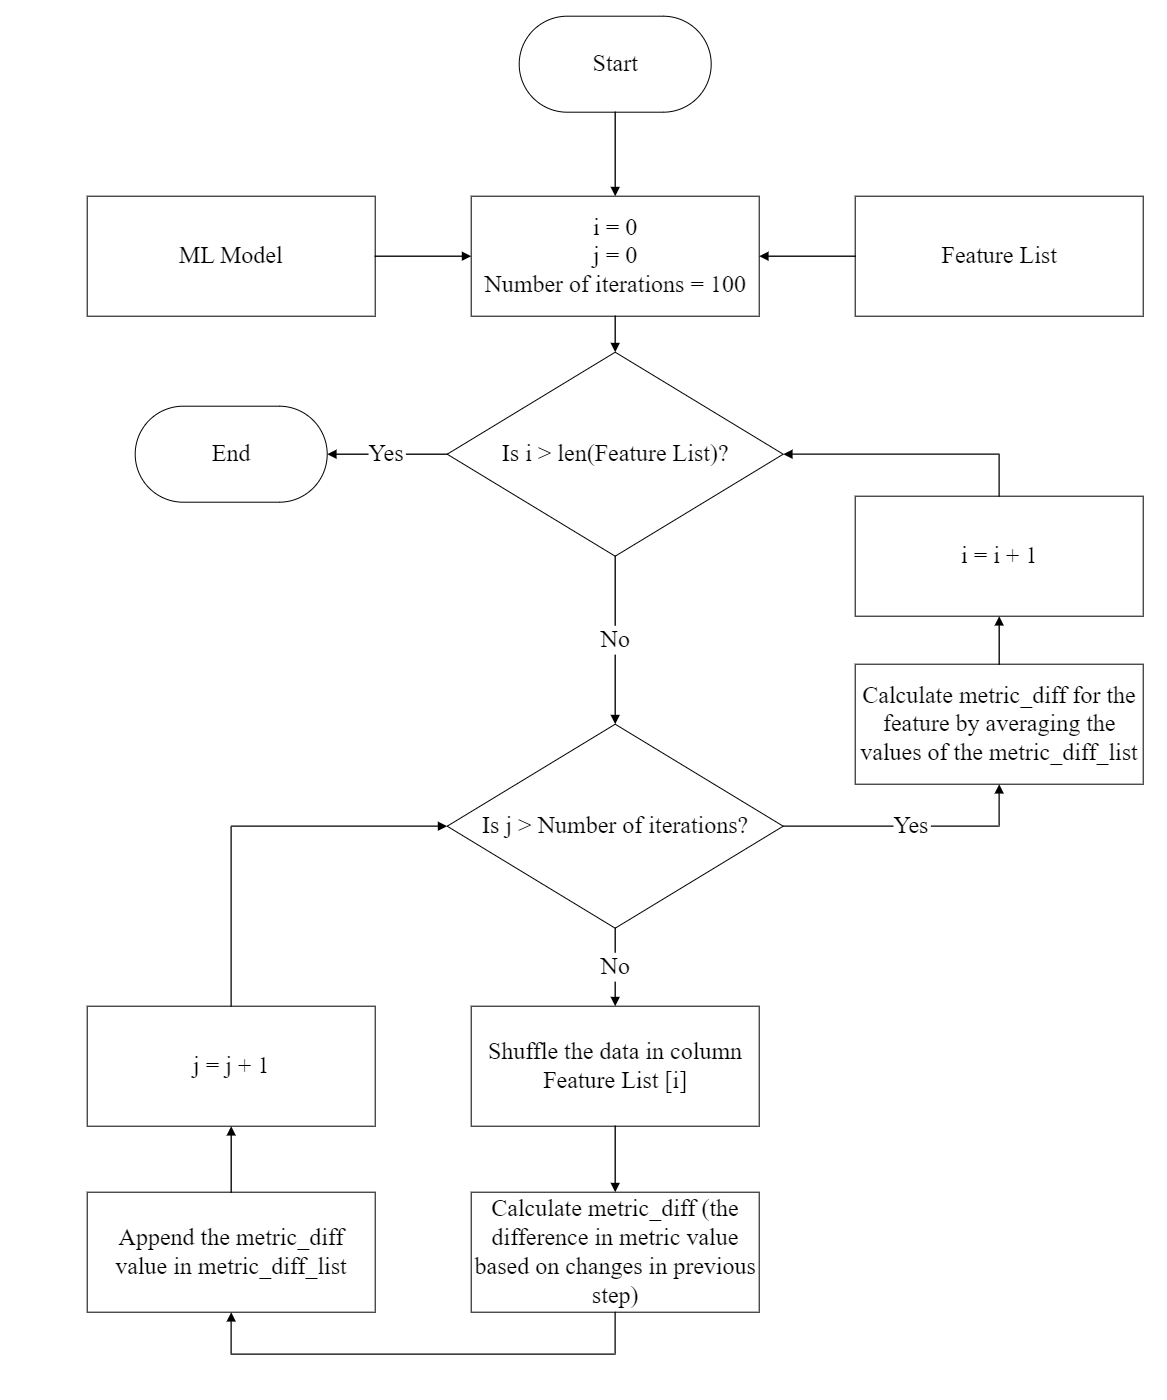 Start
ML Model
i = 0
j = 0
Number of iterations = 100
Feature List
End
Yes
Is i > len(Feature List)?
i = i + 1
No
Calculate metric_diff for the
feature by averaging the
values of the metric_diff_list
Is j > Number of iterations?
Yes
No
j = j + 1
Shuffle the data in column
Feature List [i]
Append the metric_diff
value in metric_diff_list
Calculate metric_diff (the
difference in metric value
based on changes in previous
step)